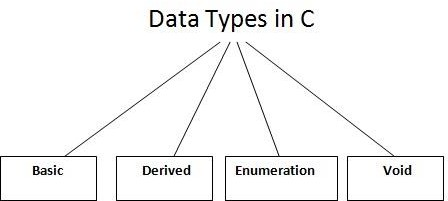 Data Types in C
Basic
Derived
Enumeration
Void